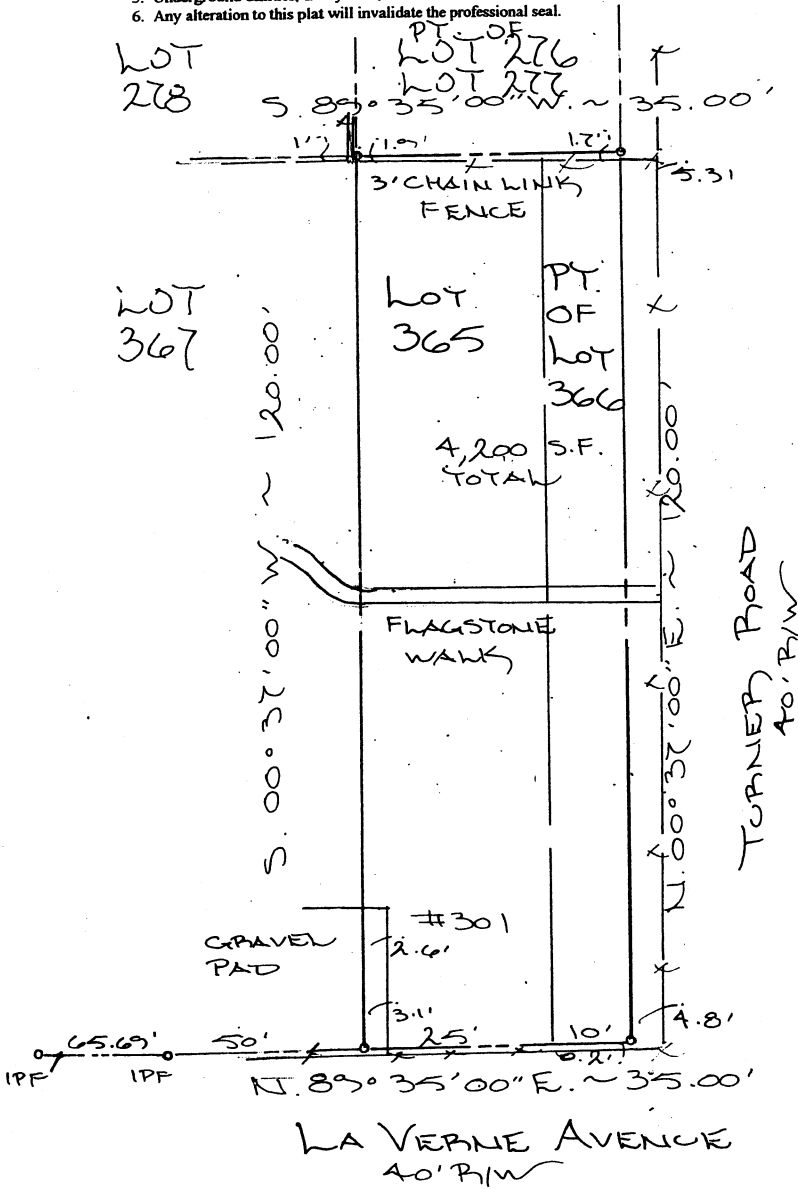 6. Any alteration to this plat will invalidate the professional seal.
LOT
278
PT. OF
LOT 276
LOT 277
S. 89° 35' 00" W. ~ 35.00'
1'
1.9'
1.7'
5.31
3' CHAIN LINK
FENCE
LOT
367
LOT
365
PT.
OF
LOT
366
4,200 S.F.
TOTAL
S. 00° 37' 00" W ~ 120.00'
N. 00° 37' 00" E. ~ 120.00'
TURNER ROAD
40' R/W
FLAGSTONE
WALK
#301
GRAVEL
PAD
2.6'
3.1'
4.8'
65.69'
50'
25'
10'
0.2'
IPF
IPF
N. 89° 35' 00" E. ~ 35.00'
LA VERNE AVENUE
40' R/W